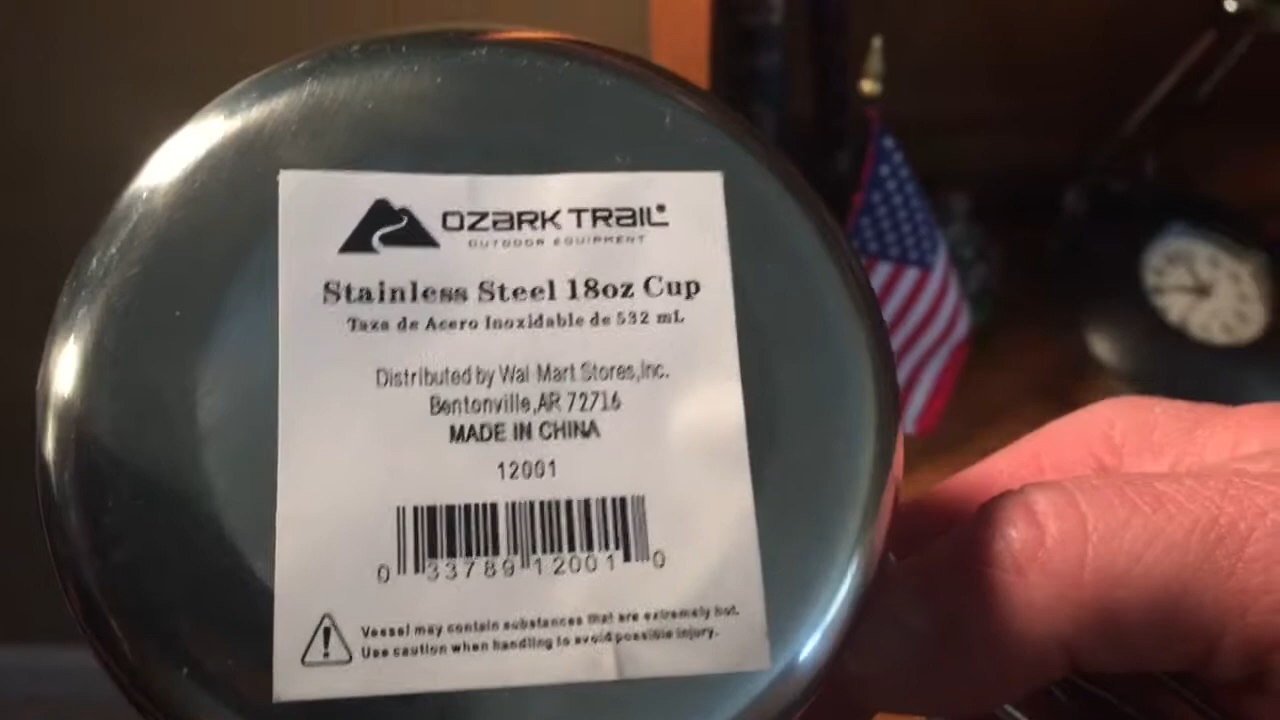 OZARK TRAIL®
OUTDOOR EQUIPMENT
Stainless Steel 18oz Cup
Taza de Acero Inoxidable de 532 mL
Distributed by Wal Mart Stores,Inc.
Bentonville,AR 72716
MADE IN CHINA
12001
0 33789 12001 0
Vessel may contain substances that are extremely hot.
Use caution when handling to avoid possible injury.